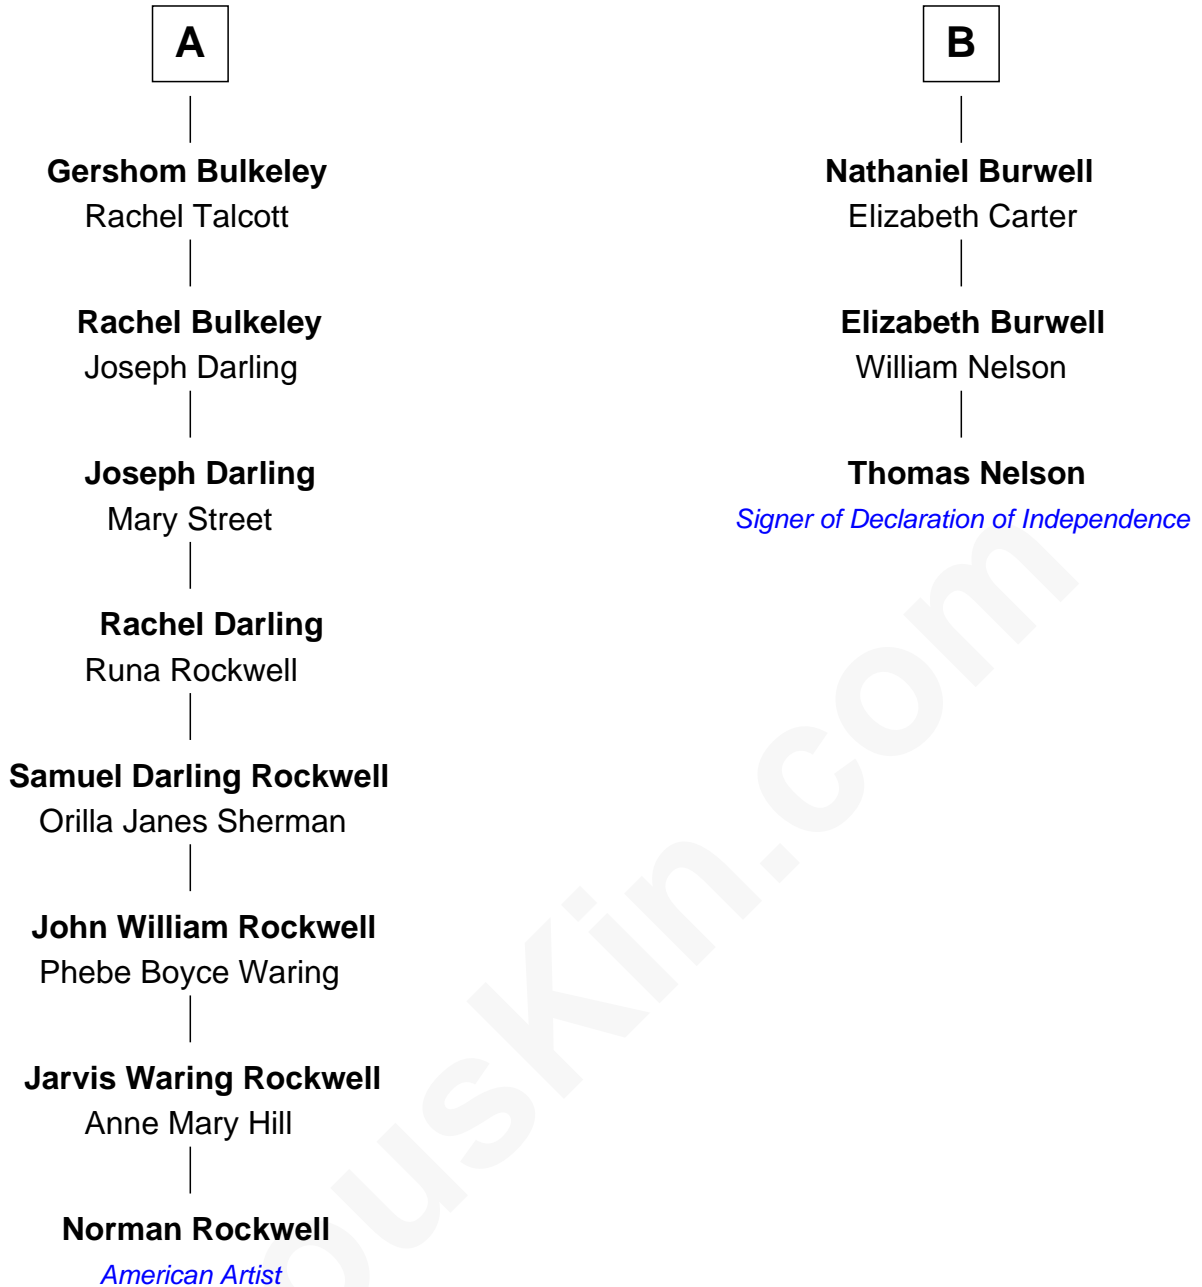 A
Gershom Bulkeley
Rachel Talcott
Rachel Bulkeley
Joseph Darling
Joseph Darling
Mary Street
Rachel Darling
Runa Rockwell
Samuel Darling Rockwell
Orilla Janes Sherman
John William Rockwell
Phebe Boyce Waring
Jarvis Waring Rockwell
Anne Mary Hill
Norman Rockwell
American Artist
B
Nathaniel Burwell
Elizabeth Carter
Elizabeth Burwell
William Nelson
Thomas Nelson
Signer of Declaration of Independence
ousKin.com